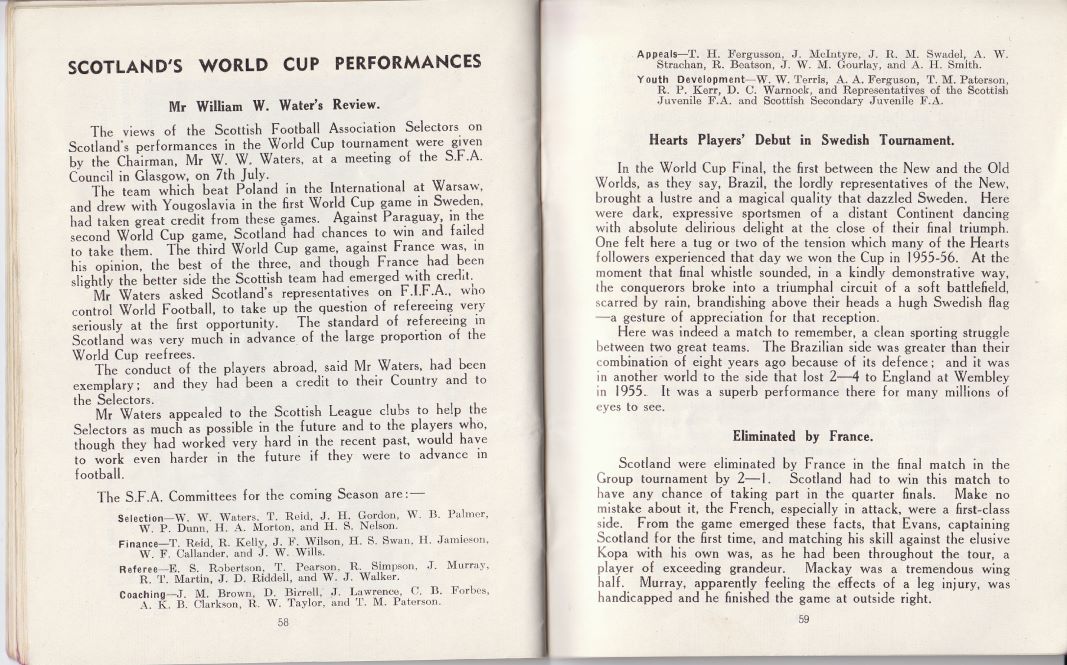 SCOTLAND'S WORLD CUP PERFORMANCES
Mr William W. Water's Review.
The views of the Scottish Football Association Selectors on
Scotland's performances in the World Cup tournament were given
by the Chairman, Mr W. W. Waters, at a meeting of the S.F.A.
Council in Glasgow, on 7th July.
The team which beat Poland in the International at Warsaw,
and drew with Yougoslavia in the first World Cup game in Sweden,
had taken great credit from these games. Against Paraguay, in the
second World Cup game, Scotland had chances to win and failed
to take them. The third World Cup game, against France was, in
his opinion, the best of the three, and though France had been
slightly the better side the Scottish team had emerged with credit.
Mr Waters asked Scotland's representatives on F.I.F.A., who
control World Football, to take up the question of refereeing very
seriously at the first opportunity. The standard of refereeing in
Scotland was very much in advance of the large proportion of the
World Cup reefrees.
The conduct of the players abroad, said Mr Waters, had been
exemplary; and they had been a credit to their Country and to
the Selectors.
Mr Waters appealed to the Scottish League clubs to help the
Selectors as much as possible in the future and to the players who,
though they had worked very hard in the recent past, would have
to work even harder in the future if they were to advance in
football.
The S.F.A. Committees for the coming Season are:—
Selection—W. W. Waters, T. Reid, J. H. Gordon, W. B. Palmer,
W. P. Dunn, H. A. Morton, and H. S. Nelson.
Finance—T. Reid, R. Kelly, J. F. Wilson, H. S. Swan, H. Jamieson,
W. F. Callander, and J. W. Wills.
Referee—E. S. Robertson, T. Pearson, R. Simpson, J. Murray,
R. T. Martin, J. D. Riddell, and W. J. Walker.
Coaching—J. M. Brown, D. Birrell, J. Lawrence, C. B. Forbes,
A. K. B. Clarkson, R. W. Taylor, and T. M. Paterson.
58
Appeals—T. H. Fergusson, J. McIntyre, J. R. M. Swadel, A. W.
Strachan, R. Beatson, J. W. M. Gourlay, and A. H. Smith.
Youth Development—W. W. Terris, A. A. Ferguson, T. M. Paterson,
R. P. Kerr, D. C. Warnock, and Representatives of the Scottish
Juvenile F.A. and Scottish Secondary Juvenile F.A.
Hearts Players' Debut in Swedish Tournament.
In the World Cup Final, the first between the New and the Old
Worlds, as they say, Brazil, the lordly representatives of the New,
brought a lustre and a magical quality that dazzled Sweden. Here
were dark, expressive sportsmen of a distant Continent dancing
with absolute delirious delight at the close of their final triumph.
One felt here a tug or two of the tension which many of the Hearts
followers experienced that day we won the Cup in 1955-56. At the
moment that final whistle sounded, in a kindly demonstrative way,
the conquerors broke into a triumphal circuit of a soft battlefield,
scarred by rain, brandishing above their heads a hugh Swedish flag
—a gesture of appreciation for that reception.
Here was indeed a match to remember, a clean sporting struggle
between two great teams. The Brazilian side was greater than their
combination of eight years ago because of its defence; and it was
in another world to the side that lost 2—4 to England at Wembley
in 1955. It was a superb performance there for many millions of
eyes to see.
Eliminated by France.
Scotland were eliminated by France in the final match in the
Group tournament by 2—1. Scotland had to win this match to
have any chance of taking part in the quarter finals. Make no
mistake about it, the French, especially in attack, were a first-class
side. From the game emerged these facts, that Evans, captaining
Scotland for the first time, and matching his skill against the elusive
Kopa with his own was, as he had been throughout the tour, a
player of exceeding grandeur. Mackay was a tremendous wing
half. Murray, apparently feeling the effects of a leg injury, was
handicapped and he finished the game at outside right.
59